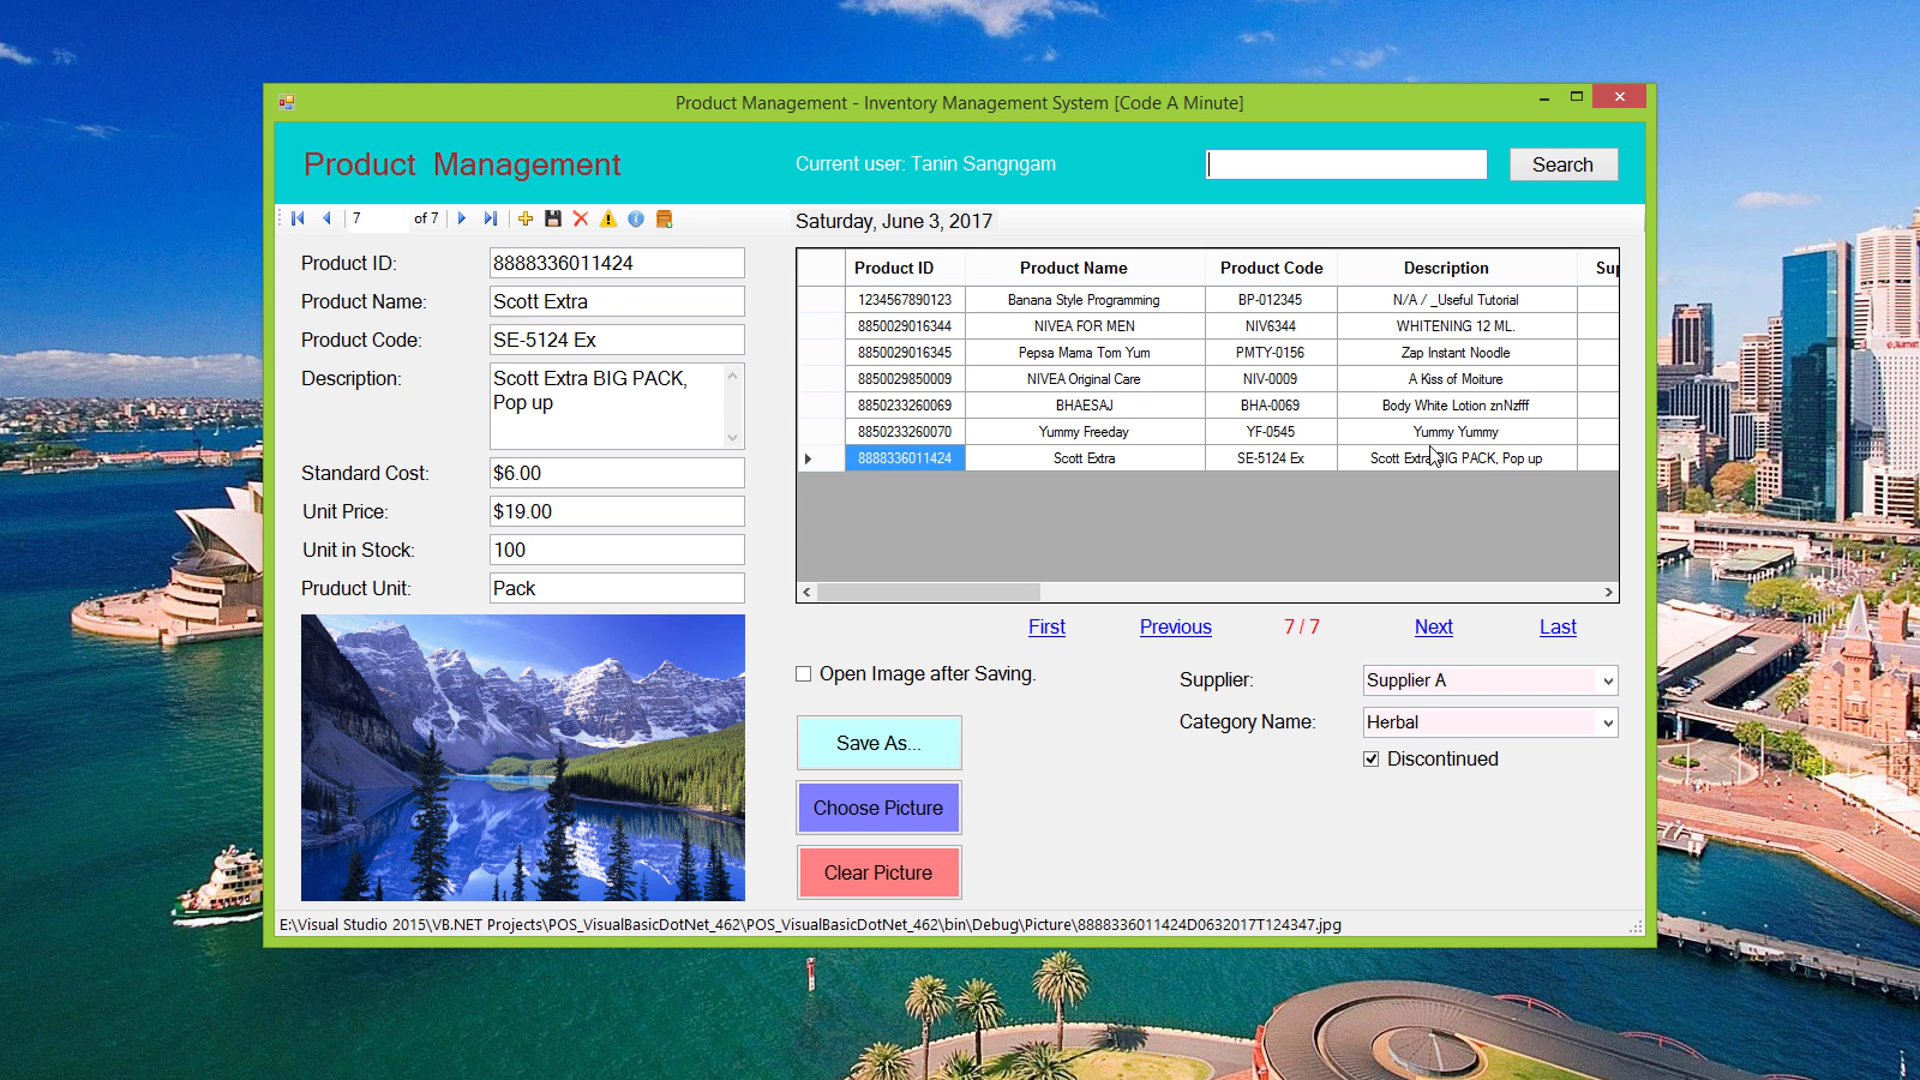 Product Management - Inventory Management System [Code A Minute]
Product Management
Current user: Tanin Sangngam
Search
7 of 7
Saturday, June 3, 2017
Product ID: 8888336011424
Product Name: Scott Extra
Product Code: SE-5124 Ex
Description: Scott Extra BIG PACK,
Pop up
Standard Cost: $6.00
Unit Price: $19.00
Unit in Stock: 100
Pruduct Unit: Pack
Product ID Product Name Product Code Description Sup
1234567890123 Banana Style Programming BP-012345 N/A / _Useful Tutorial
8850029016344 NIVEA FOR MEN NIV6344 WHITENING 12 ML.
8850029016345 Pepsa Mama Tom Yum PMTY-0156 Zap Instant Noodle
8850029850009 NIVEA Original Care NIV-0009 A Kiss of Moiture
8850233260069 BHAESAJ BHA-0069 Body White Lotion znNzfff
8850233260070 Yummy Freeday YF-0545 Yummy Yummy
8888336011424 Scott Extra SE-5124 Ex Scott Extra BIG PACK, Pop up
First Previous 7 / 7 Next Last
Open Image after Saving.
Supplier: Supplier A
Category Name: Herbal
Discontinued
Save As...
Choose Picture
Clear Picture
E:\Visual Studio 2015\VB.NET Projects\POS_VisualBasicDotNet_462\POS_VisualBasicDotNet_462\bin\Debug\Picture\8888336011424D0632017T124347.jpg